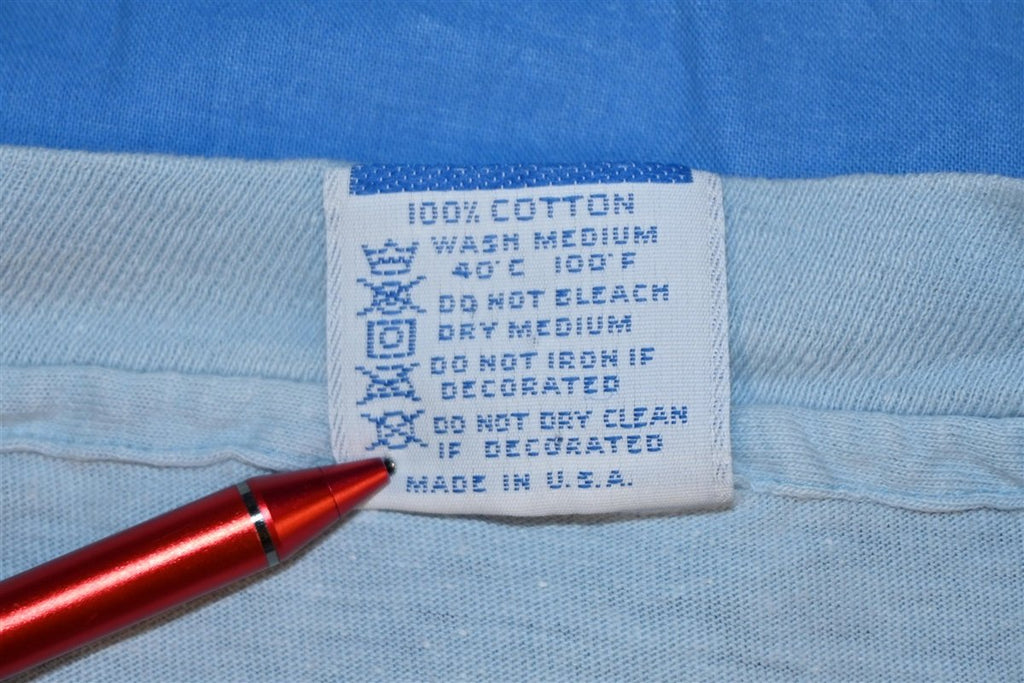 100% COTTON
WASH MEDIUM
40°C 100°F
DO NOT BLEACH
DRY MEDIUM
DO NOT IRON IF
DECORATED
DO NOT DRY CLEAN
IF DECORATED
MADE IN U.S.A.